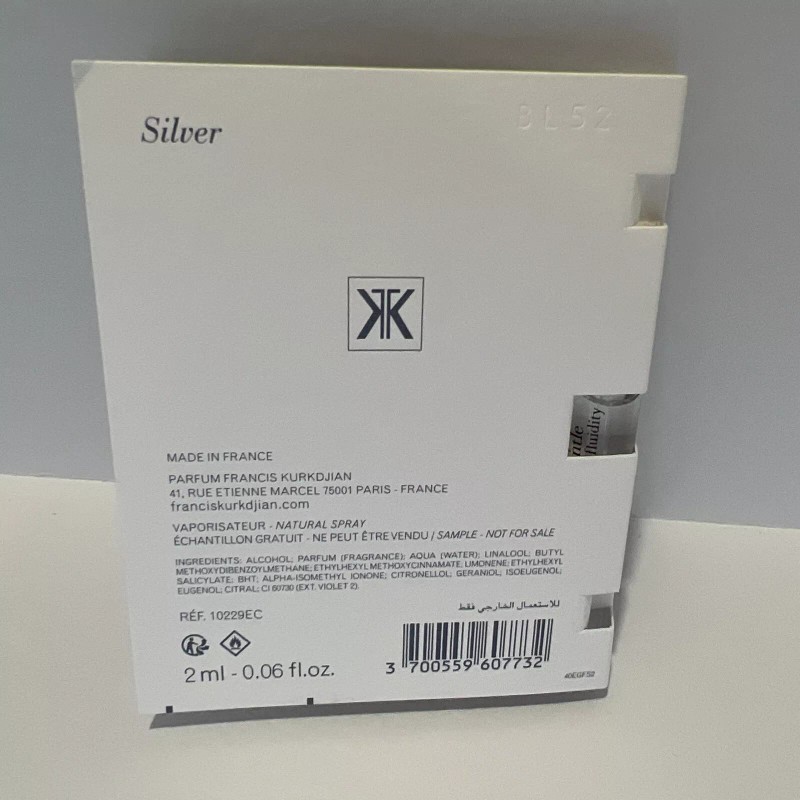 Silver
BL52
MADE IN FRANCE
PARFUM FRANCIS KURKDJIAN
41, RUE ETIENNE MARCEL 75001 PARIS - FRANCE
franciskurkdjian.com
ntle
fluidity
VAPORISATEUR - NATURAL SPRAY
ÉCHANTILLON GRATUIT - NE PEUT ÊTRE VENDU / SAMPLE - NOT FOR SALE
INGREDIENTS: ALCOHOL; PARFUM (FRAGRANCE); AQUA (WATER); LINALOOL; BUTYL
METHOXYDIBENZOYLMETHANE; ETHYLHEXYL METHOXYCINNAMATE; LIMONENE; ETHYLHEXYL
SALICYLATE; BHT; ALPHA-ISOMETHYL IONONE; CITRONELLOL; GERANIOL; ISOEUGENOL;
EUGENOL; CITRAL; CI 60730 (EXT. VIOLET 2).
RÉF. 10229EC
للاستعمال الخارجي فقط
2 ml - 0.06 fl.oz.
3 700559 607732
40EGFS2